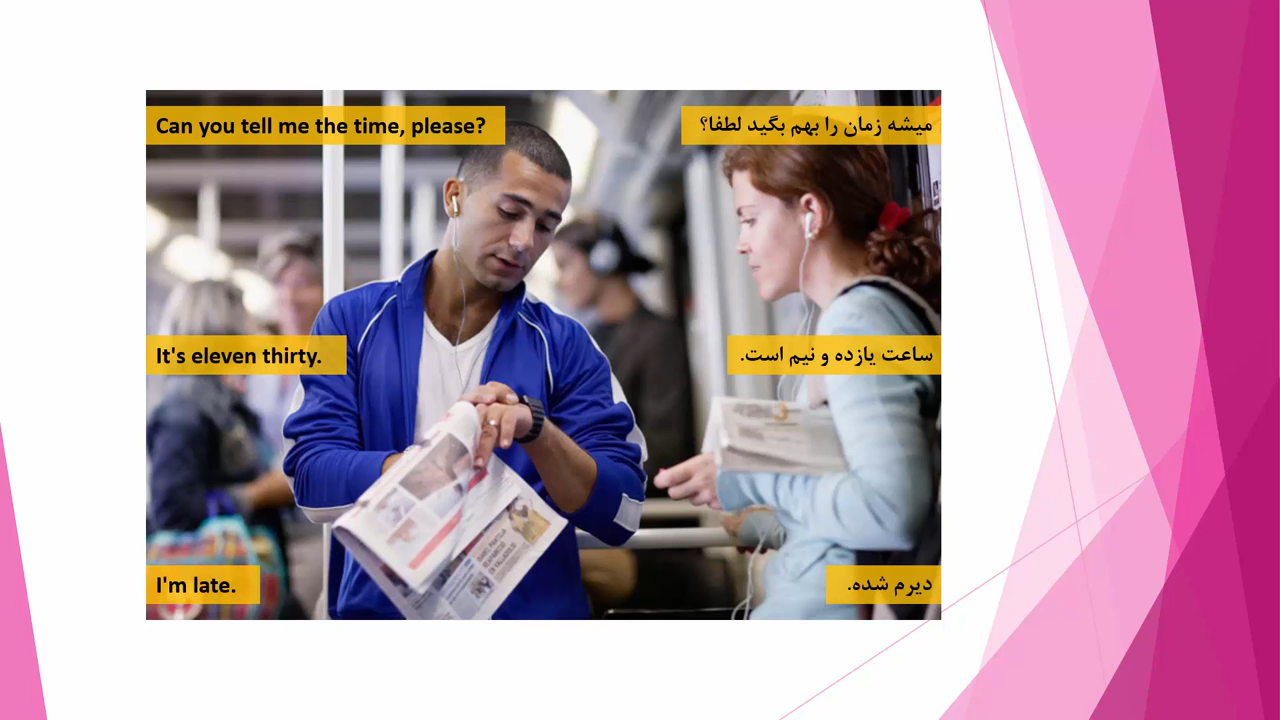 Can you tell me the time, please?
میشه زمان را بهم بگید لطفا؟
It's eleven thirty.
ساعت یازده و نیم است.
I'm late.
دیرم شده.